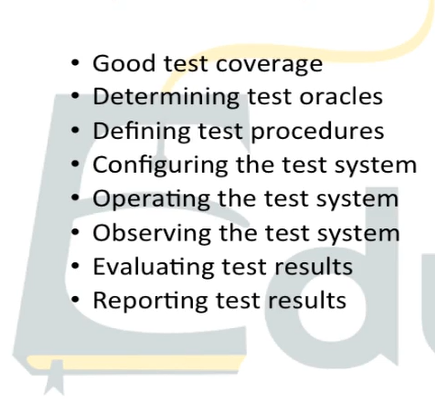 • Good test coverage
• Determining test oracles
• Defining test procedures
• Configuring the test system
• Operating the test system
• Observing the test system
• Evaluating test results
• Reporting test results
Edu